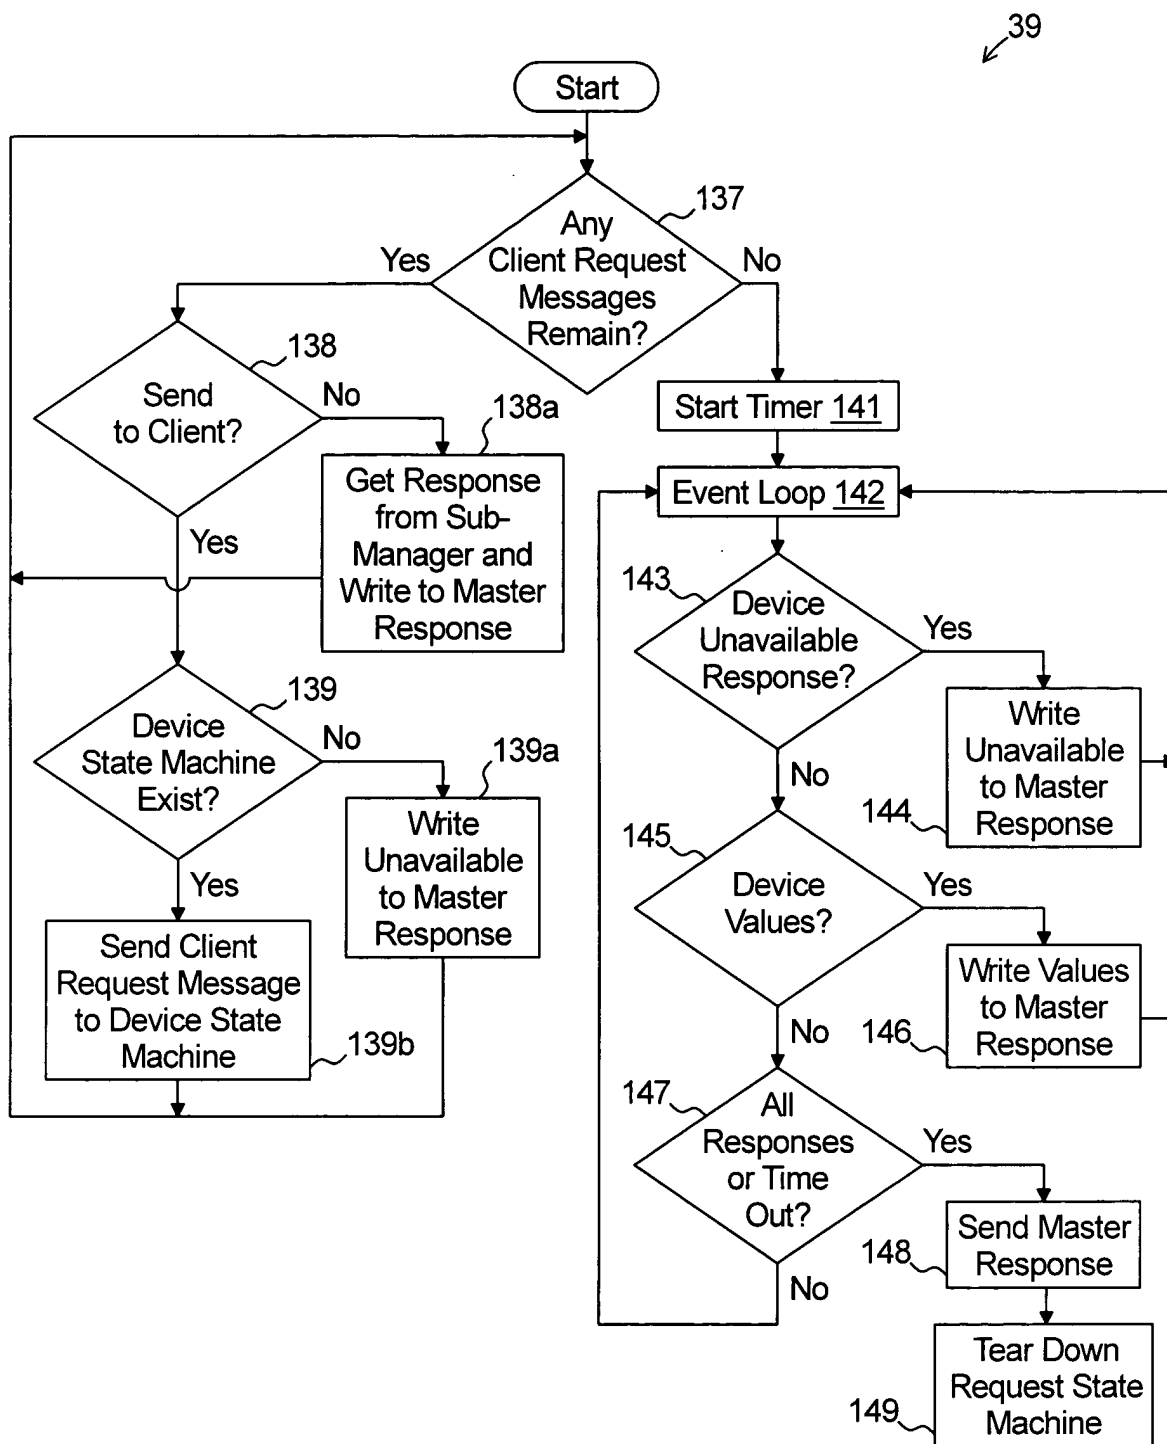 39
Start
137
Any
Client Request
Messages
Remain?
Yes
No
138
Send
to Client?
No
Yes
138a
Get Response
from Sub-
Manager and
Write to Master
Response
139
Device
State Machine
Exist?
No
Yes
139a
Write
Unavailable
to Master
Response
Send Client
Request Message
to Device State
Machine
139b
Start Timer 141
Event Loop 142
143
Device
Unavailable
Response?
Yes
No
Write
Unavailable
to Master
Response
144
145
Device
Values?
Yes
No
Write Values
to Master
Response
146
147
All
Responses
or Time
Out?
Yes
No
Send Master
Response
148
Tear Down
Request State
Machine
149